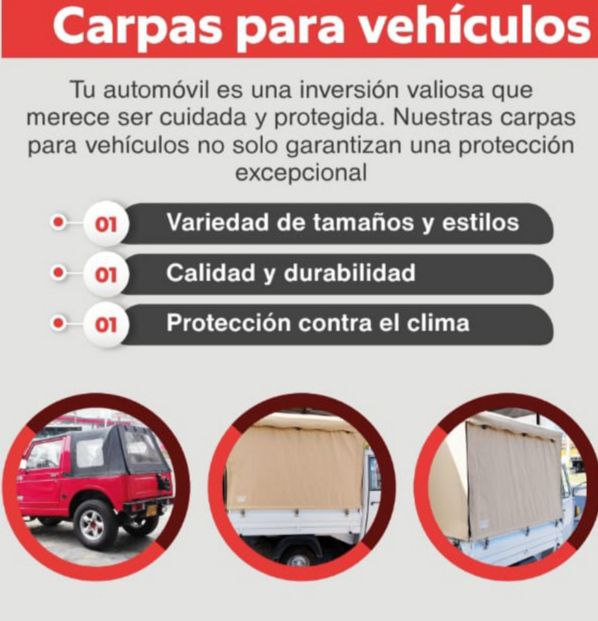 Carpas para vehículos
Tu automóvil es una inversión valiosa que
merece ser cuidada y protegida. Nuestras carpas
para vehículos no solo garantizan una protección
excepcional
01 Variedad de tamaños y estilos
01 Calidad y durabilidad
01 Protección contra el clima